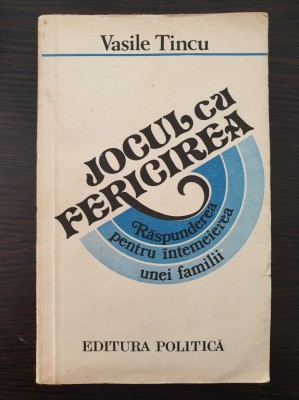 Vasile Tincu
JOCUL CU
FERICIREA
Răspunderea
pentru întemeierea
unei familii
EDITURA POLITICĂ